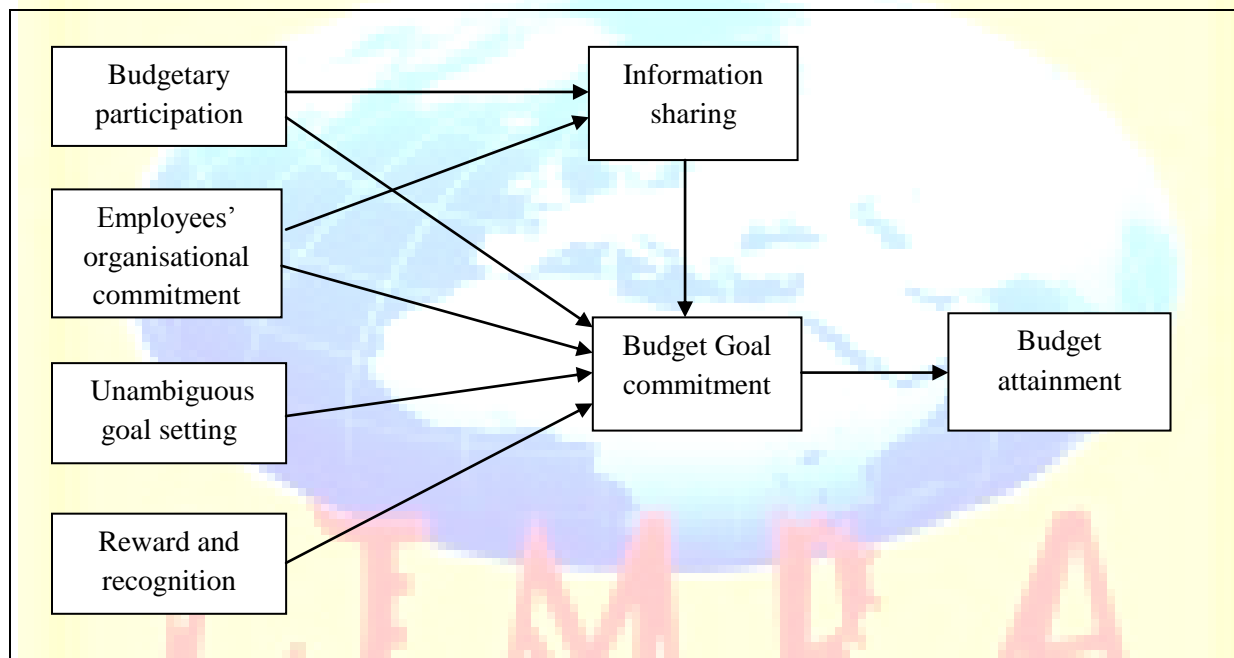 Budgetary
participation
Information
sharing
Employees’
organisational
commitment
Budget Goal
commitment
Budget
attainment
Unambiguous
goal setting
Reward and
recognition